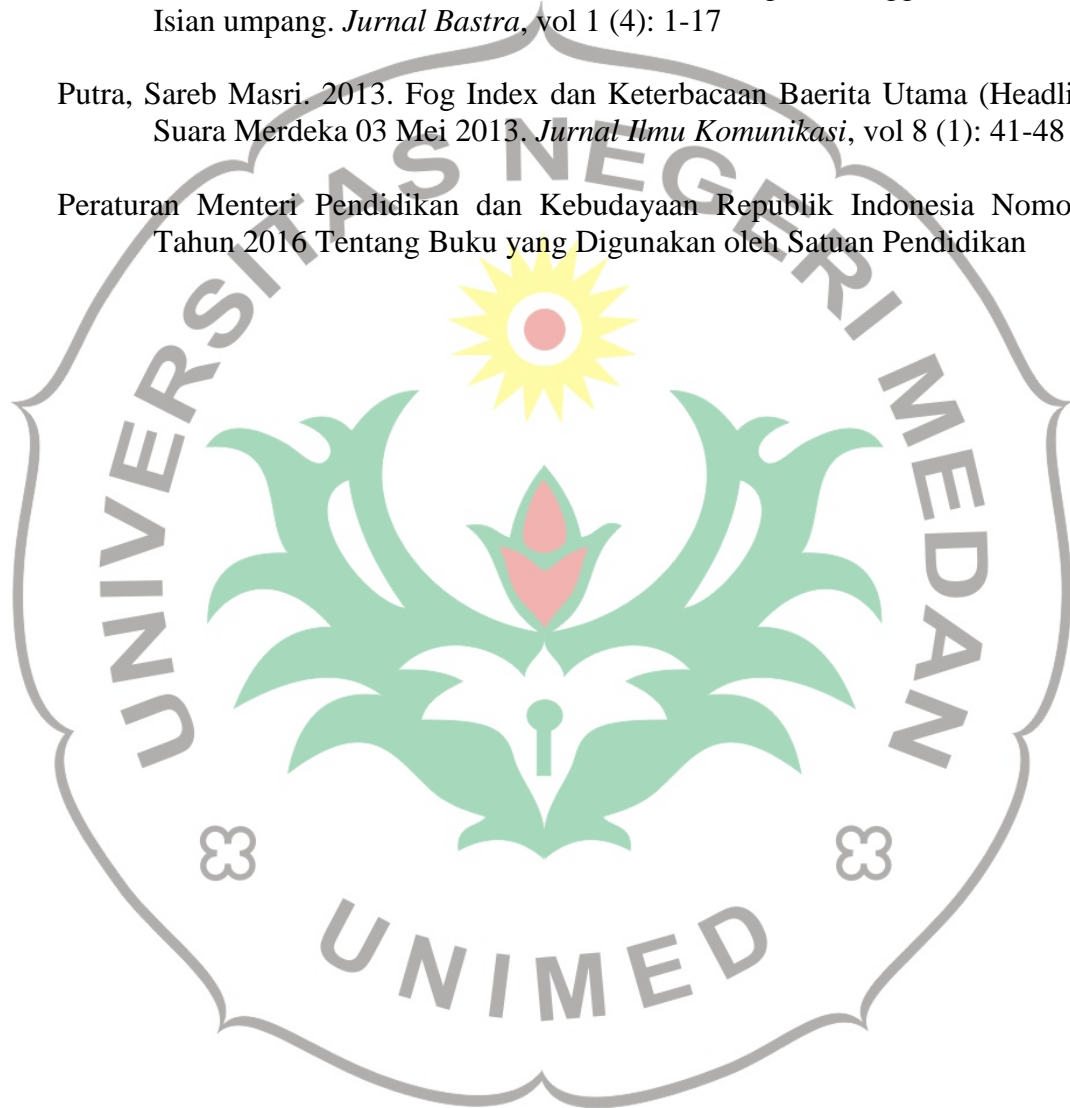 Isian umpang. Jurnal Bastra, vol 1 (4): 1-17
Putra, Sareb Masri. 2013. Fog Index dan Keterbacaan Baerita Utama (Headli
Suara Merdeka 03 Mei 2013. Jurnal Ilmu Komunikasi, vol 8 (1): 41-48
Peraturan Menteri Pendidikan dan Kebudayaan Republik Indonesia Nomo
Tahun 2016 Tentang Buku yang Digunakan oleh Satuan Pendidikan
UNIVERSITAS NEGERI MEDAN
UNIMED